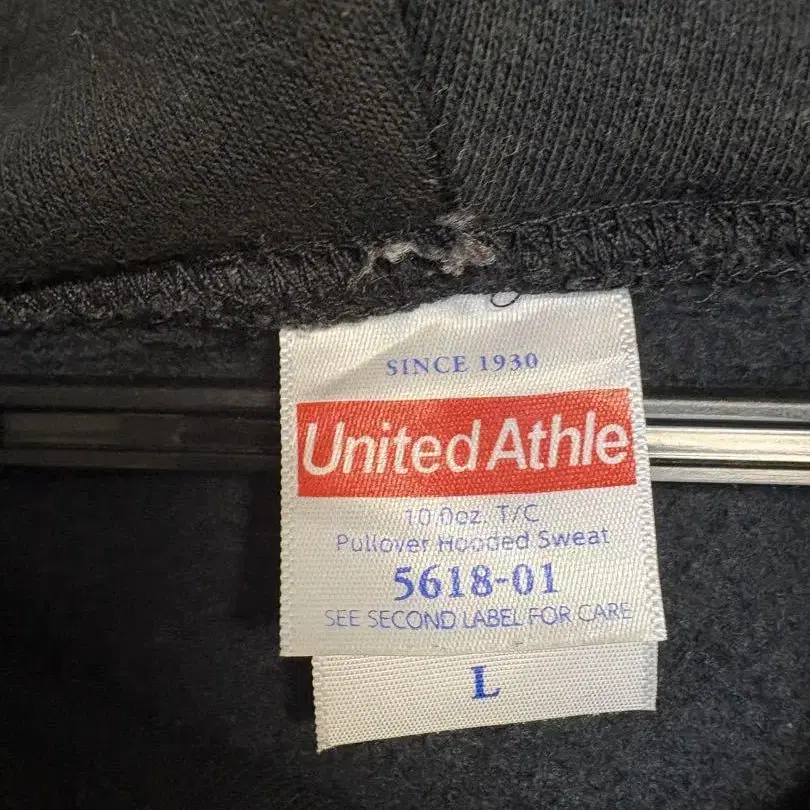 SINCE 1930
United Athle
10.0oz. T/C
Pullover Hooded Sweat
5618-01
SEE SECOND LABEL FOR CARE
L